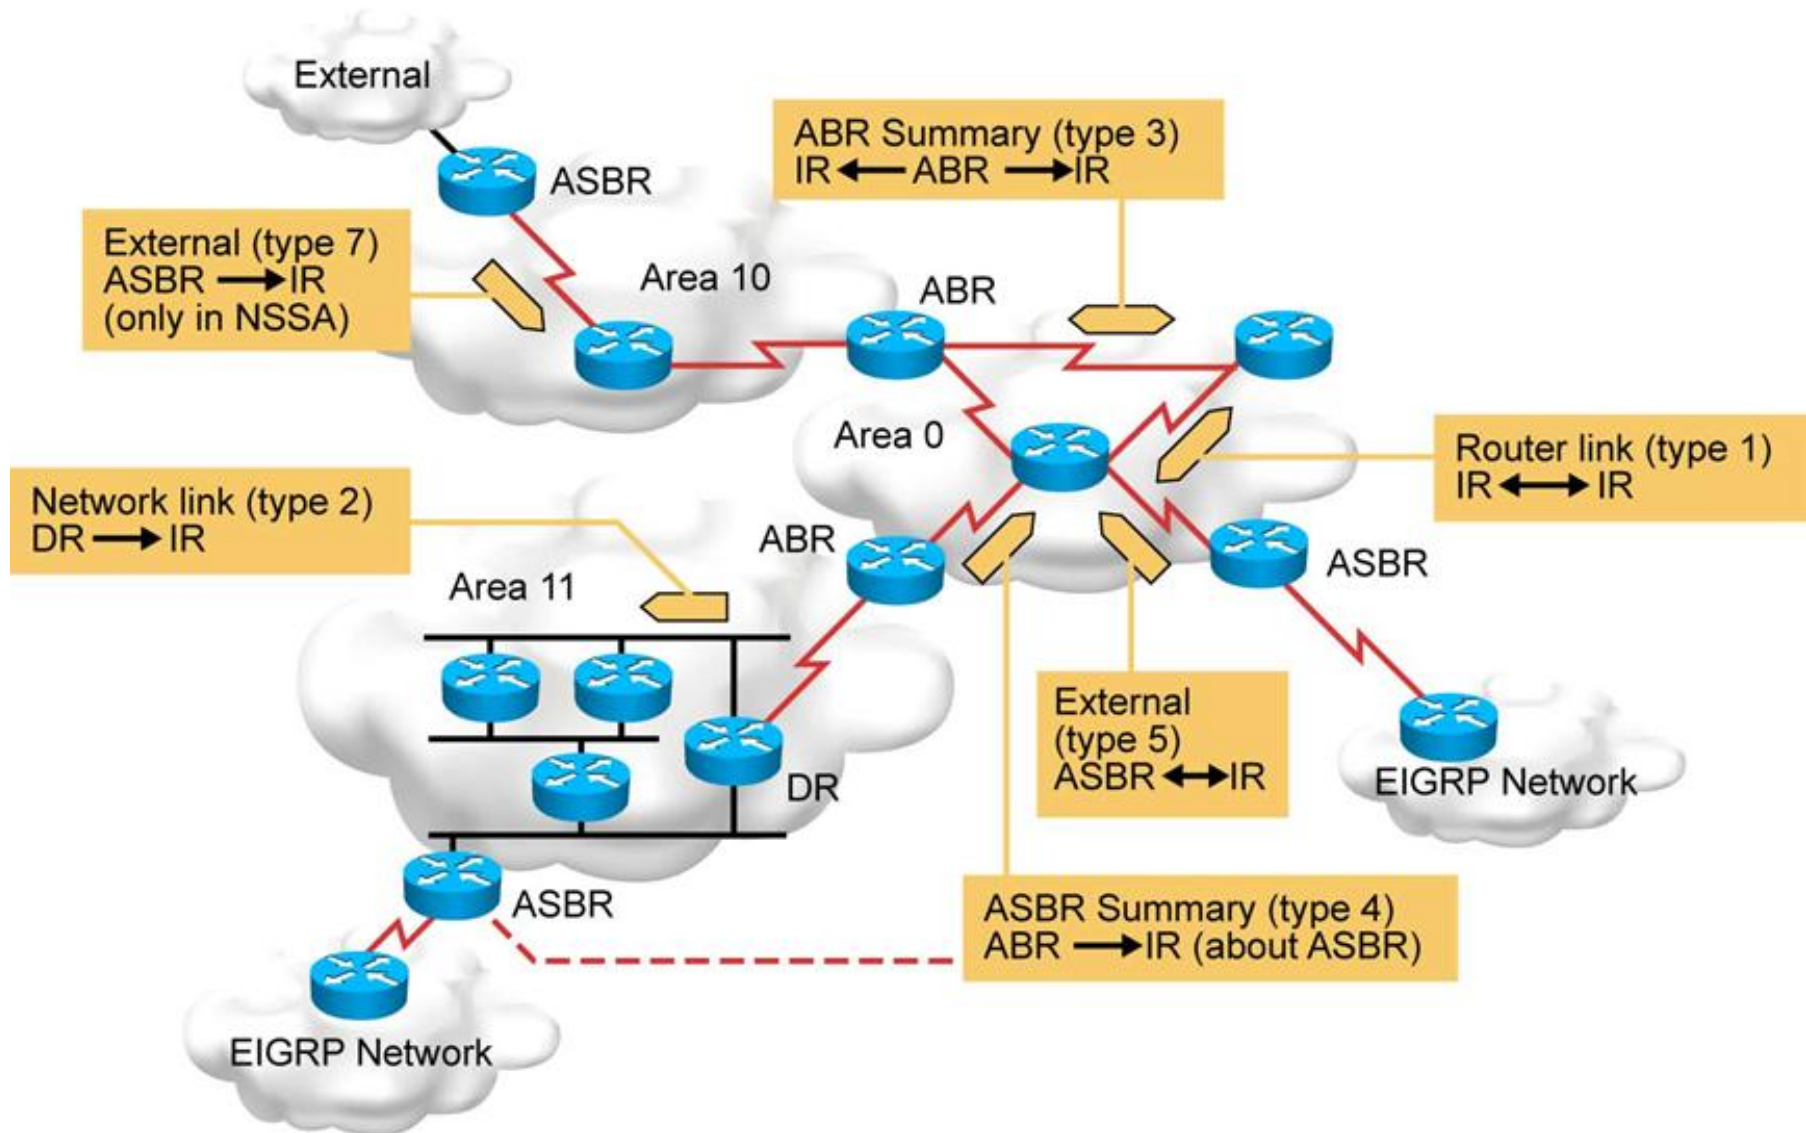 External
ASBR
ABR Summary (type 3)
IR ABR IR
External (type 7)
ASBR IR
(only in NSSA)
Area 10
ABR
Area 0
Router link (type 1)
IR IR
Network link (type 2)
DR IR
ABR
ASBR
Area 11
External
(type 5)
ASBR IR
DR
EIGRP Network
ASBR
ASBR Summary (type 4)
ABR IR (about ASBR)
EIGRP Network